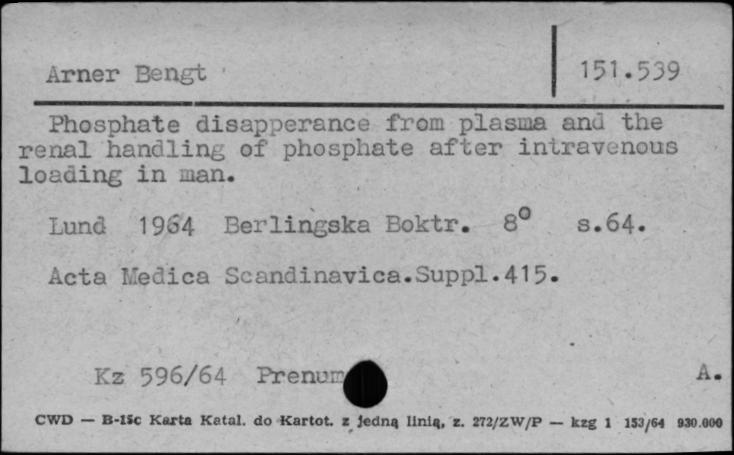 Arner Bengt 151.539
Phosphate disapperance from plasma and the
renal handling of phosphate after intravenous
loading in man.
Lund 1964 Berlingska Boktr. 8° s.64.
Acta Medica Scandinavica.Suppl.415.
Kz 596/64 Prenum A.
CWD — B-15c Karta Katal. do Kartot. z jedną linią, z. 272/ZW/P — kzg 1 153/64 930.000